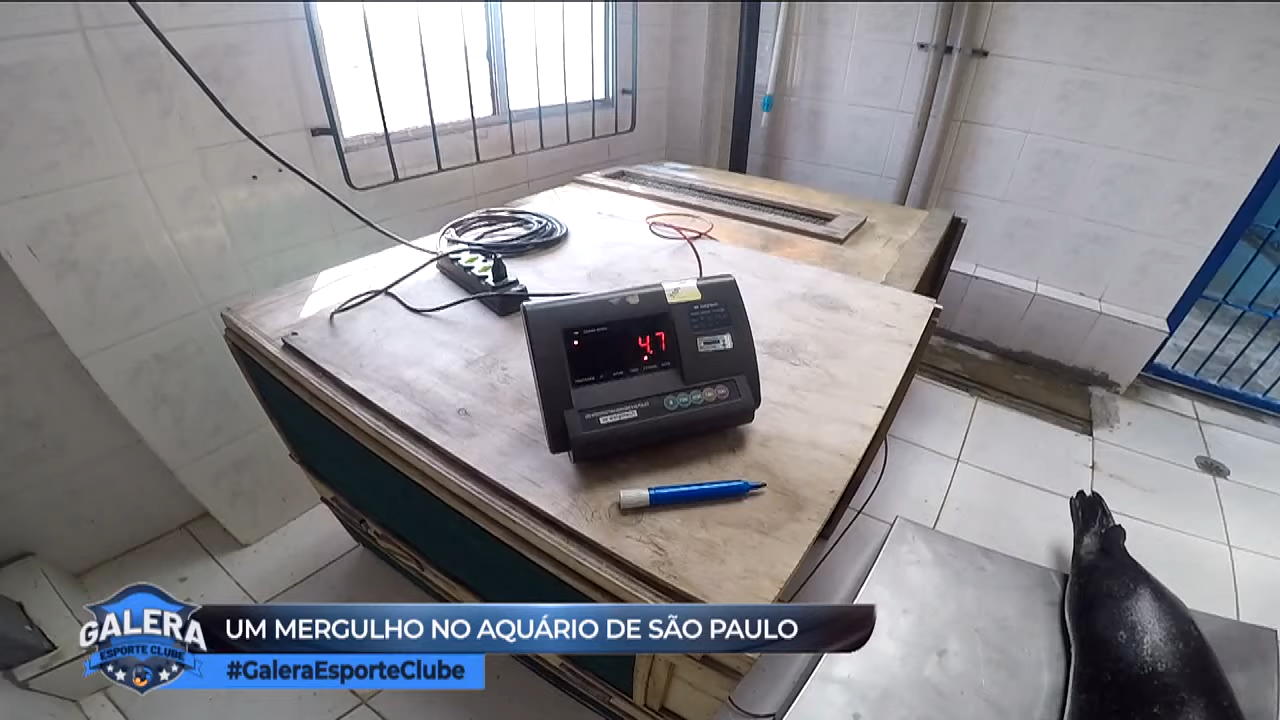 4.7
GALERA
ESPORTE CLUBE
UM MERGULHO NO AQUÁRIO DE SÃO PAULO
#GaleraEsporteClube